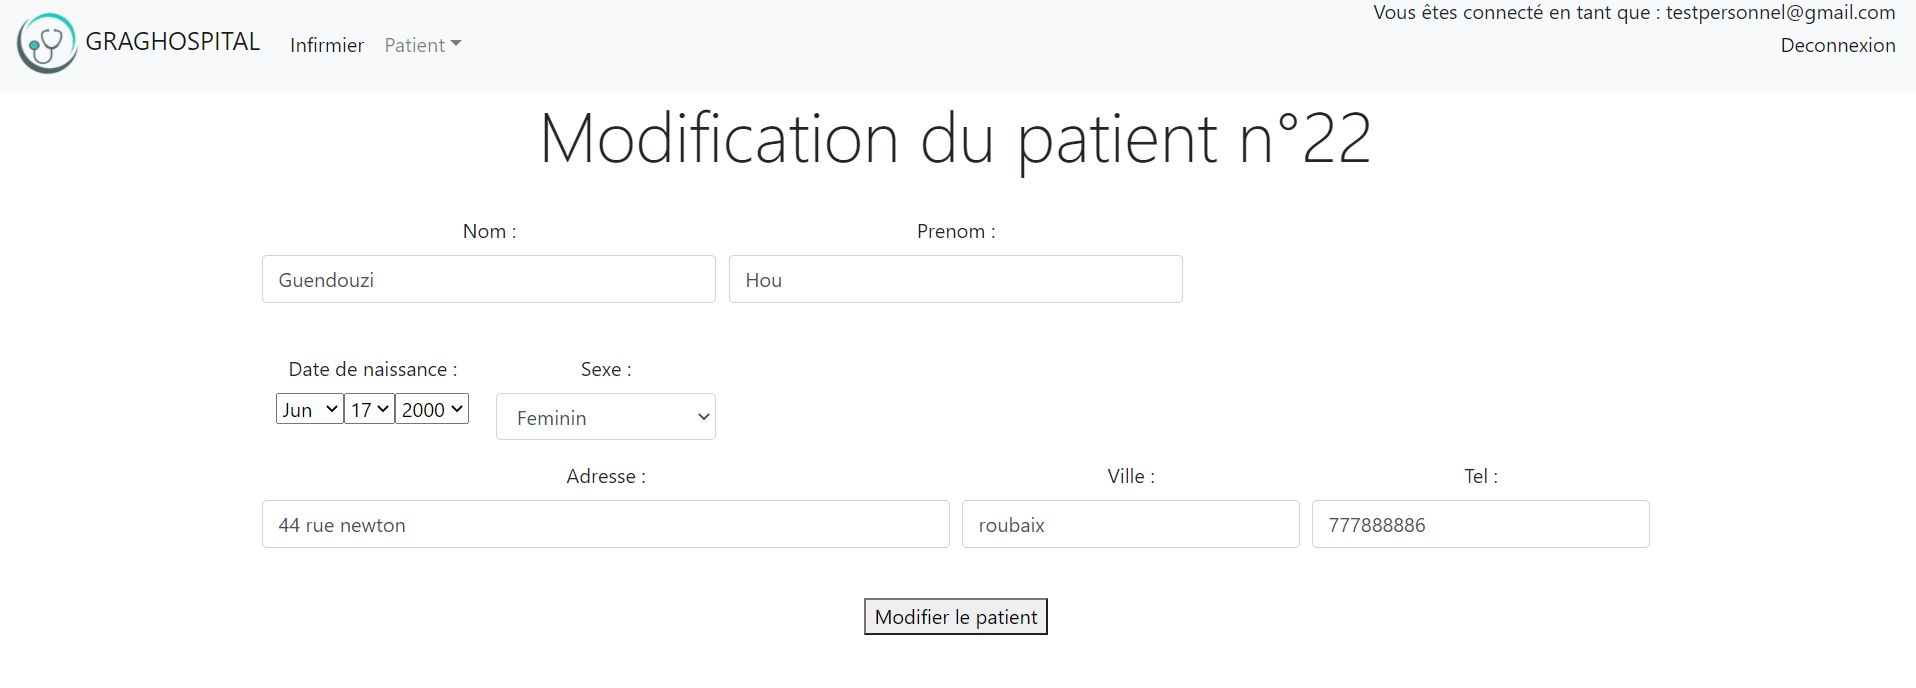 Vous êtes connecté en tant que : testpersonnel@gmail.com
GRAGHOSPITAL Infirmier Patient Deconnexion
Modification du patient n°22
Nom : Prenom :
Guendouzi Hou
Date de naissance : Sexe :
Jun 17 2000 Feminin
Adresse : Ville : Tel :
44 rue newton roubaix 777888886
Modifier le patient